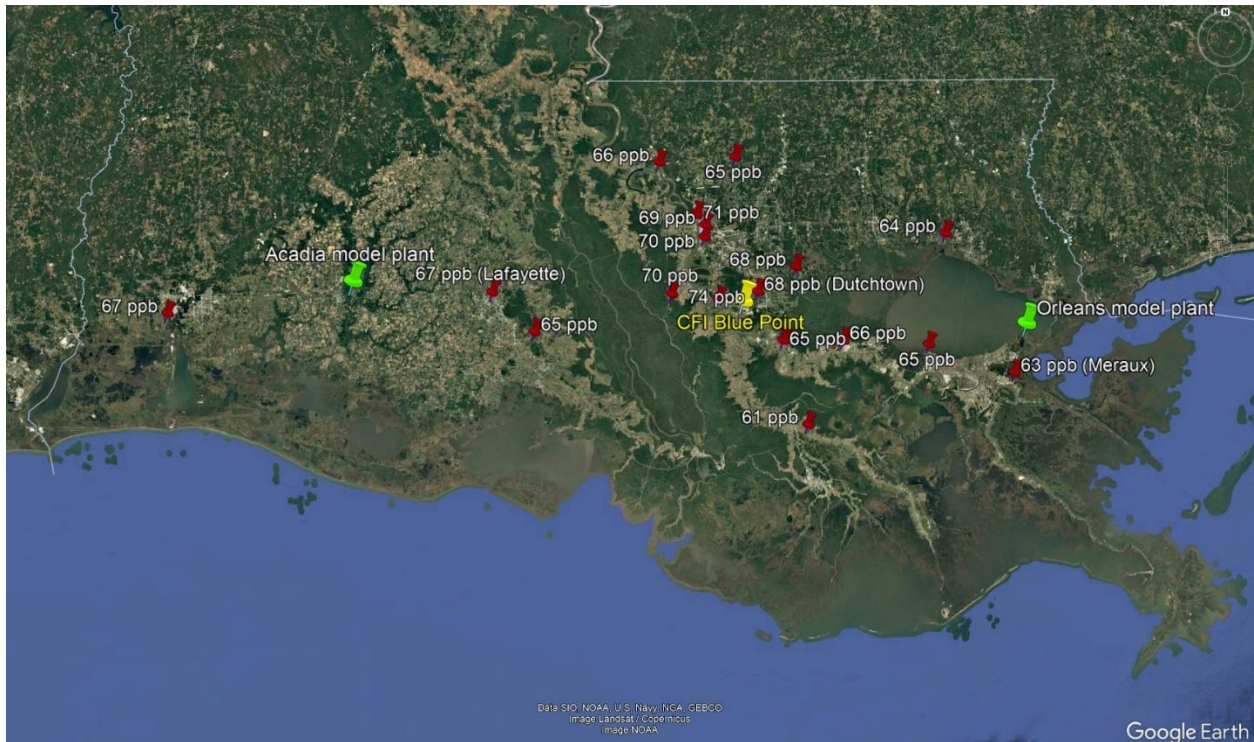 N
66 ppb
65 ppb
69 ppb
71 ppb
70 ppb
64 ppb
Acadia model plant
67 ppb (Lafayette)
68 ppb
70 ppb
74 ppb
68 ppb (Dutchtown)
67 ppb
CFI Blue Point
Orleans model plant
65 ppb
65 ppb
66 ppb
65 ppb
63 ppb (Meraux)
61 ppb
Data SIO, NOAA, U.S. Navy, NGA, GEBCO
Image Landsat / Copernicus
Image NOAA
Google Earth